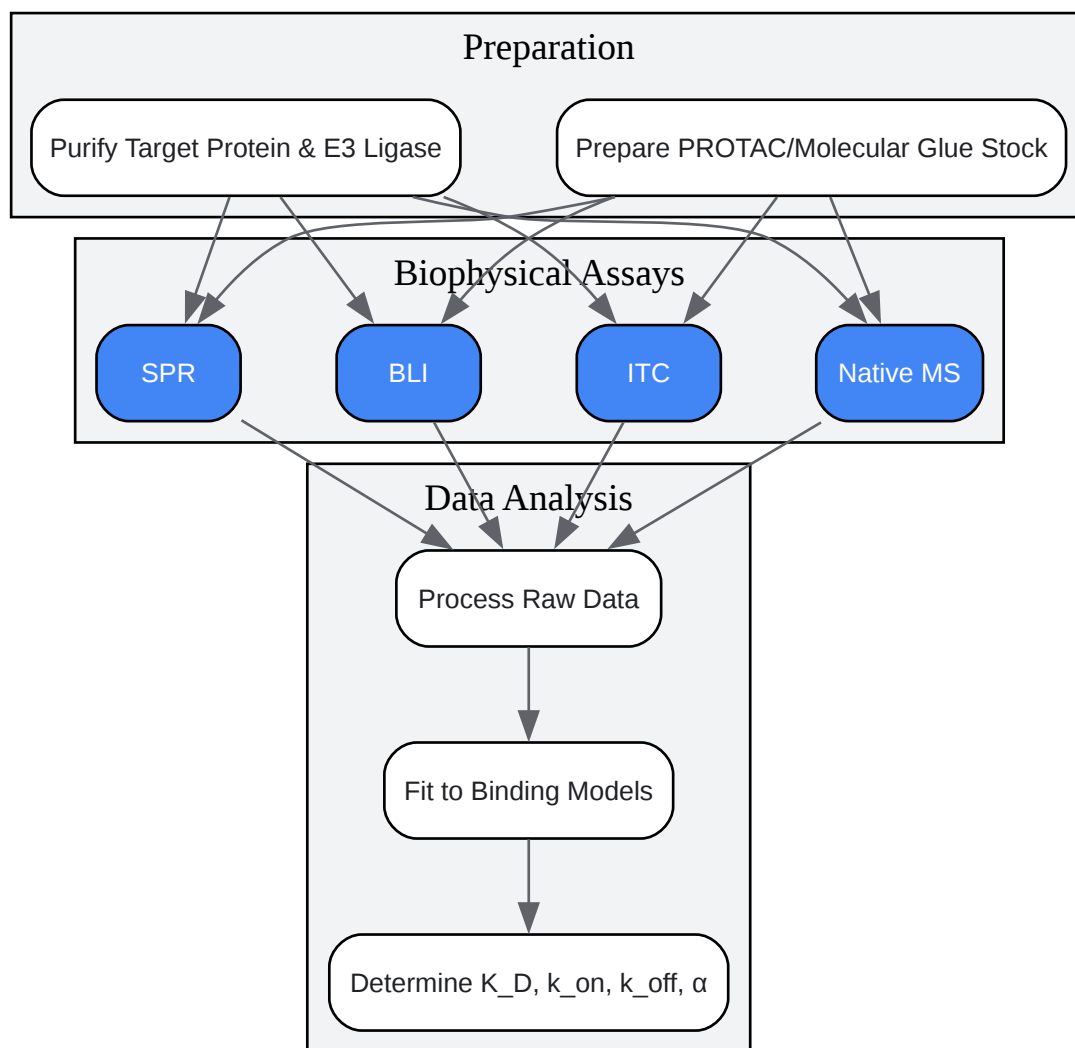 Preparation
Purify Target Protein & E3 Ligase
Prepare PROTAC/Molecular Glue Stock
Biophysical Assays
SPR
BLI
ITC
Native MS
Data Analysis
Process Raw Data
Fit to Binding Models
Determine K_D, k_on, k_off, α